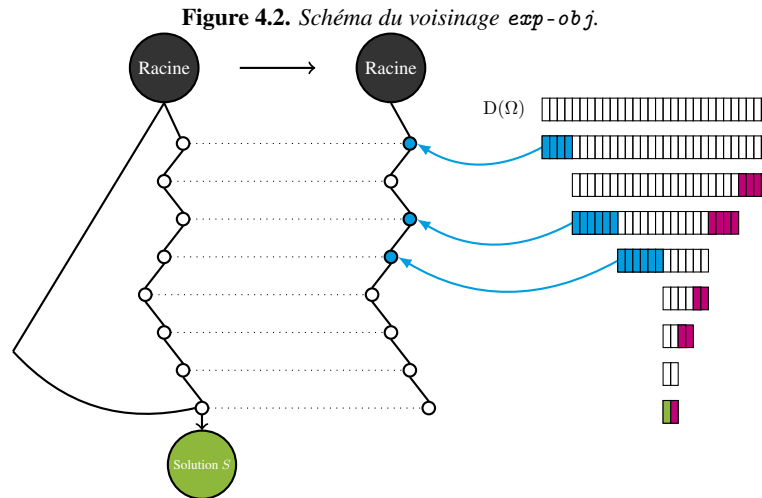 Figure 4.2. Schéma du voisinage exp-obj.
Racine
Racine
D(Ω)
Solution S